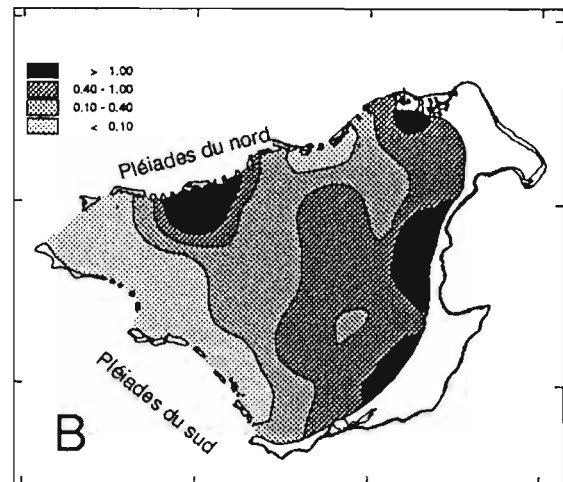 > 1.00
0.40 - 1.00
0.10 - 0.40
< 0.10
Pléiades du nord
Pléiades du sud
B